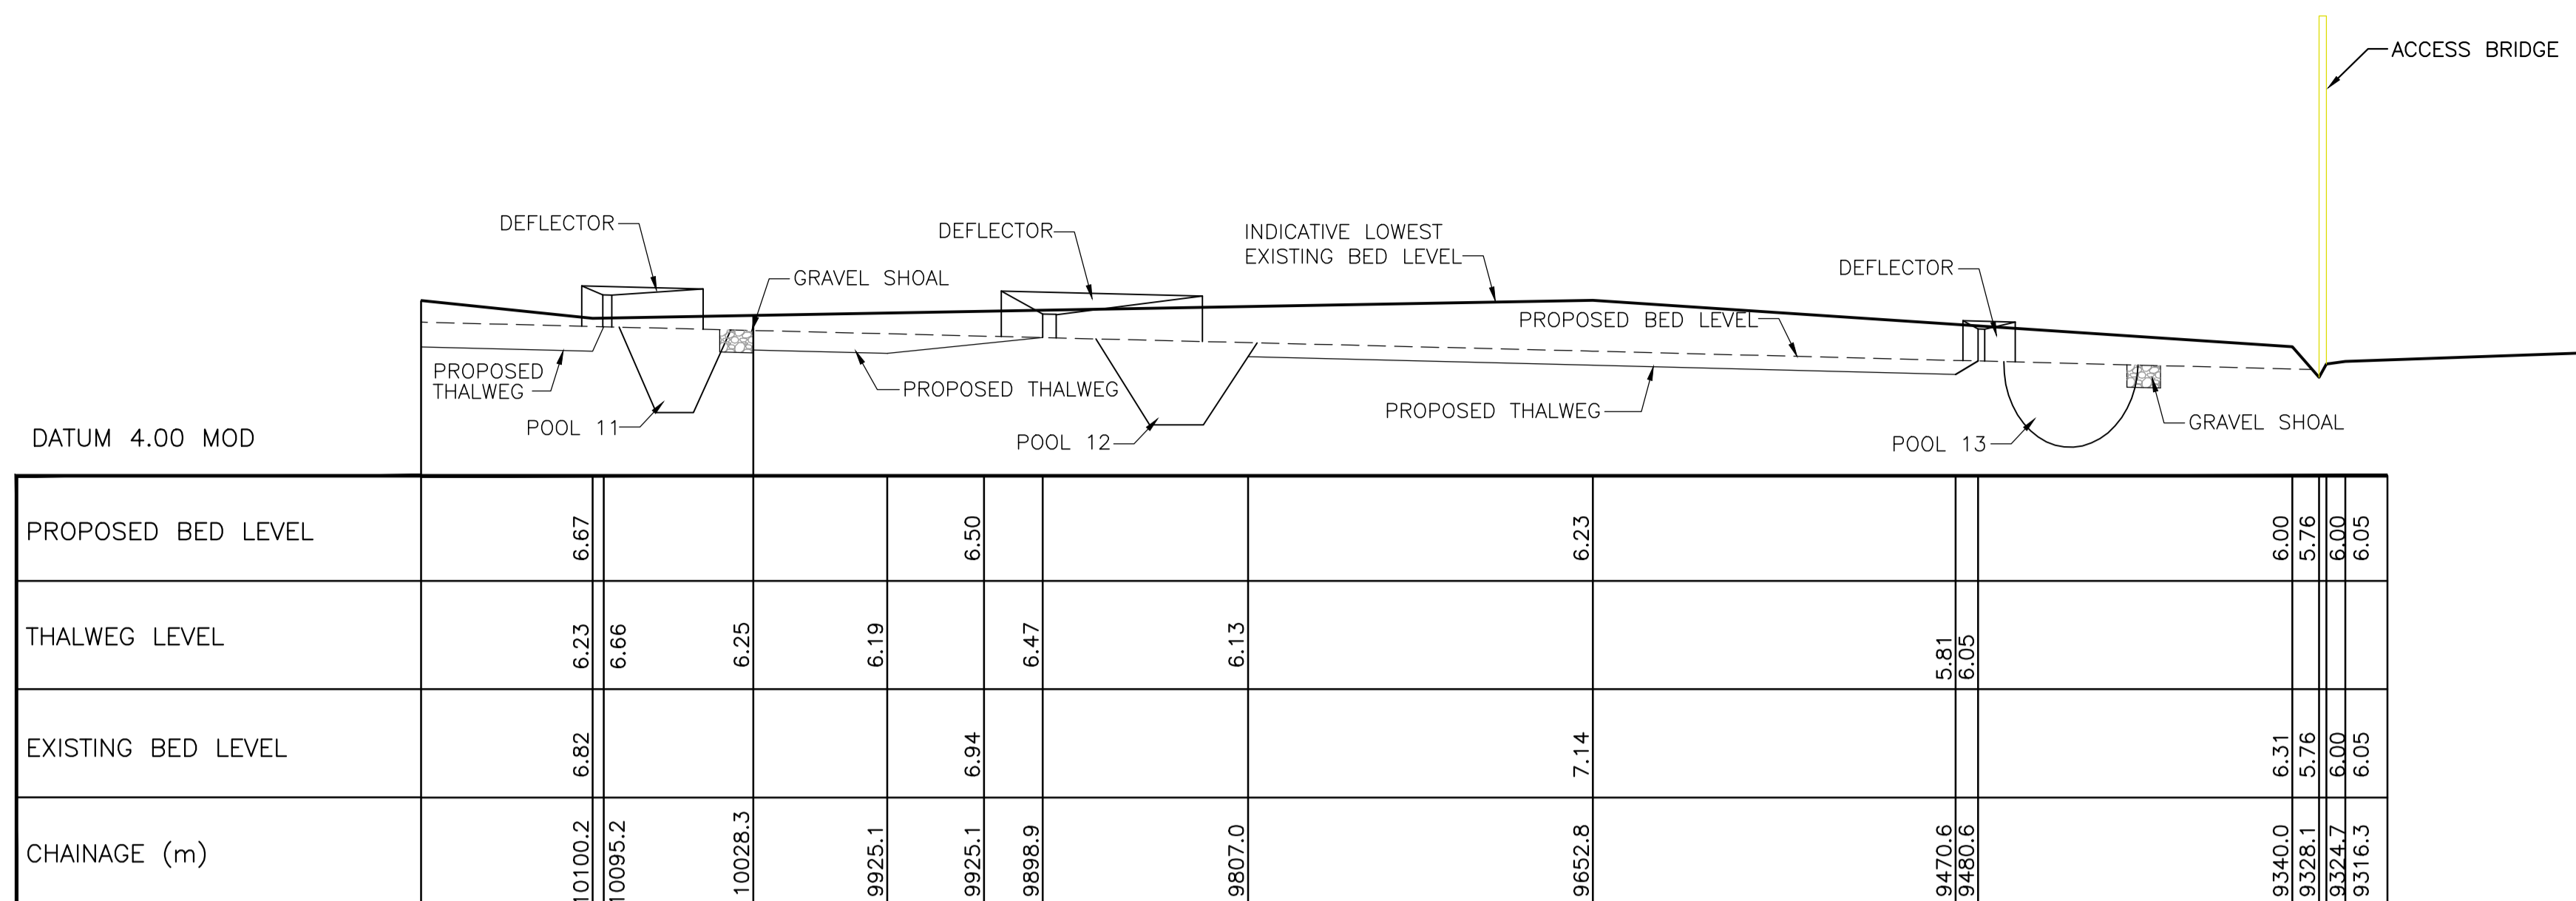 ACCESS BRIDGE
DEFLECTOR
DEFLECTOR
INDICATIVE LOWEST
EXISTING BED LEVEL
GRAVEL SHOAL
DEFLECTOR
PROPOSED BED LEVEL
PROPOSED
THALWEG
PROPOSED THALWEG
PROPOSED THALWEG
POOL 11
POOL 12
POOL 13
GRAVEL SHOAL
DATUM 4.00 MOD
PROPOSED BED LEVEL 6.67 6.50 6.23 6.00 5.76 6.00 6.05
THALWEG LEVEL 6.23 6.66 6.25 6.19 6.47 6.13 5.81 6.05
EXISTING BED LEVEL 6.82 6.94 7.14 6.31 5.76 6.00 6.05
CHAINAGE (m) 10100.2 10095.2 10028.3 9925.1 9925.1 9898.9 9807.0 9652.8 9470.6 9480.6 9340.0 9328.1 9324.7 9316.3